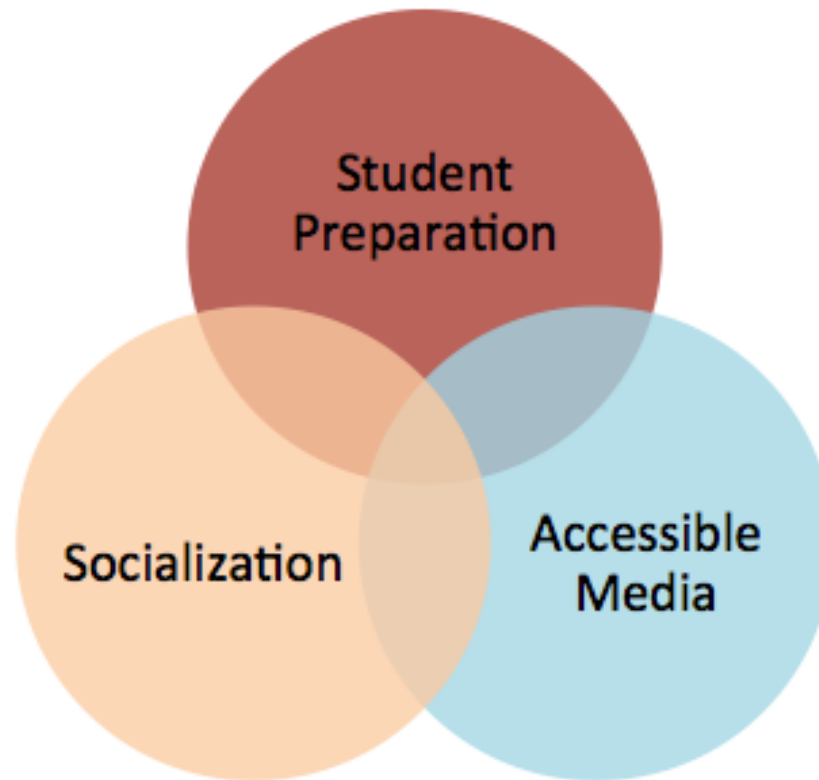 Student
Preparation
Socialization
Accessible
Media